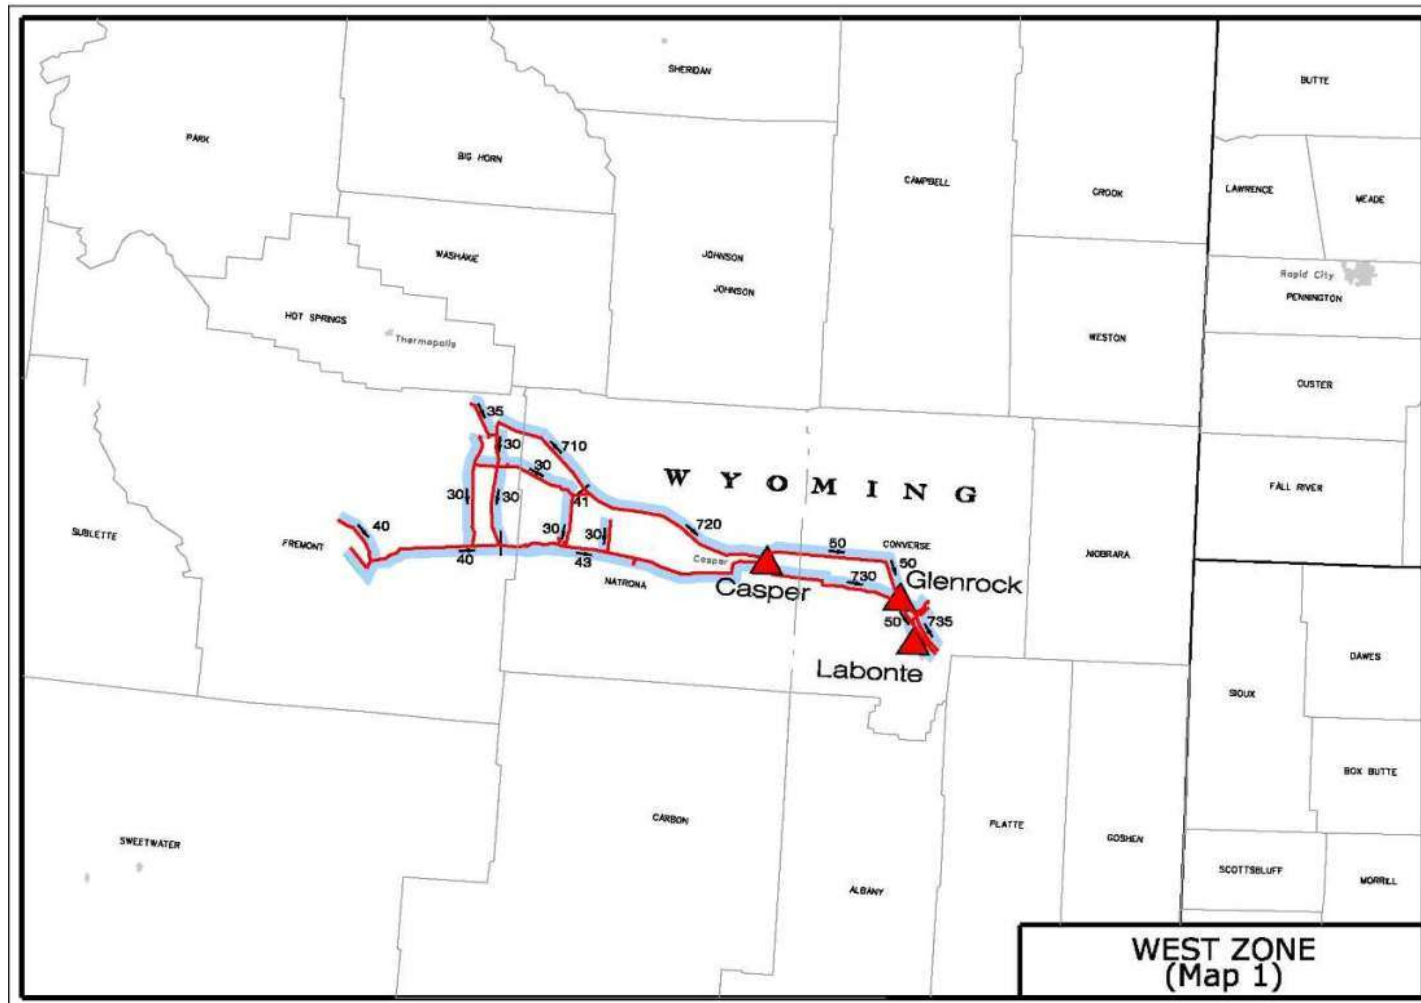 SHERIDAN
BUTTE
PARK
BIG HORN
CAMPBELL
CROOK
LAWRENCE
MEADE
WASHAKIE
JOHNSON
JOHNSON
Rapid City
PENNINGTON
HOT SPRINGS
Thermopolis
WESTON
CUSTER
35
30
710
30
WYOMING
FALL RIVER
30
30
41
40
SUBLETTE
FREMONT
30
30
720
50
CONVERSE
NIOBRARA
40
43
Casper
50
NATRONA
Casper
730
Glenrock
50
735
Labonte
DAWES
SIOUX
BOX BUTTE
CARBON
PLATTE
GOSHEN
SWEETWATER
SCOTTSBLUFF
MORRILL
ALBANY
WEST ZONE
(Map 1)